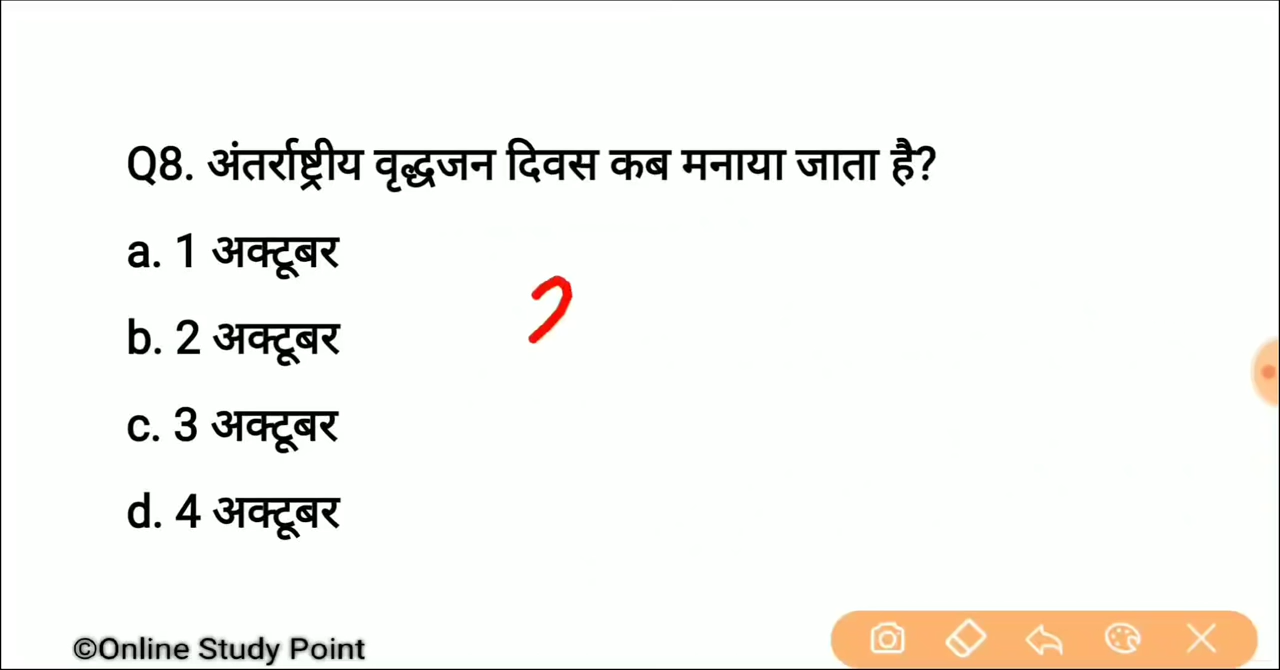 Q8. अंतर्राष्ट्रीय वृद्धजन दिवस कब मनाया जाता है?
a. 1 अक्टूबर
b. 2 अक्टूबर
c. 3 अक्टूबर
d. 4 अक्टूबर
©Online Study Point